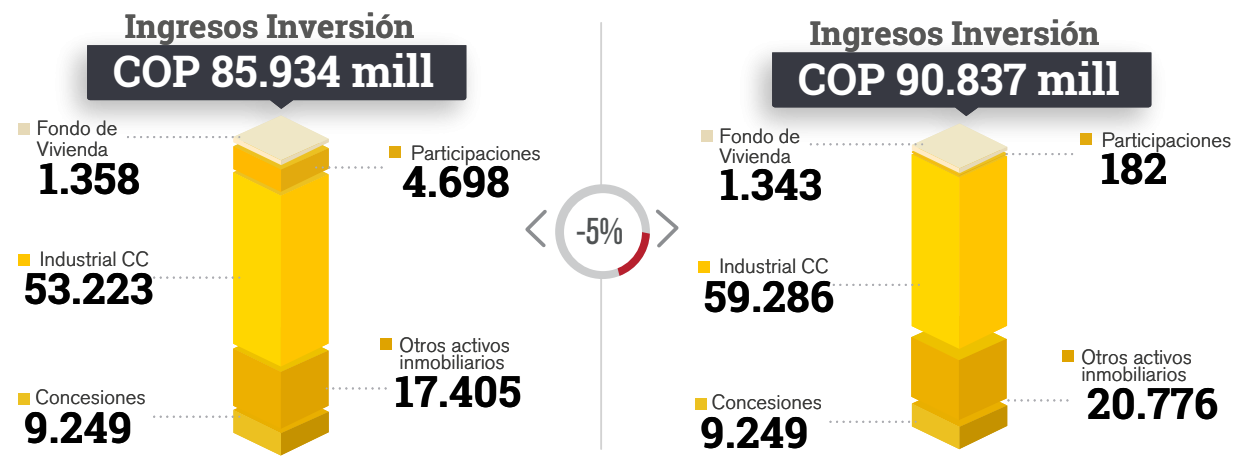 Ingresos Inversión
COP 85.934 mill
Fondo de
Vivienda
1.358
Participaciones
4.698
Industrial CC
53.223
Otros activos
inmobiliarios
17.405
Concesiones
9.249
-5%
Ingresos Inversión
COP 90.837 mill
Fondo de
Vivienda
1.343
Participaciones
182
Industrial CC
59.286
Otros activos
inmobiliarios
20.776
Concesiones
9.249